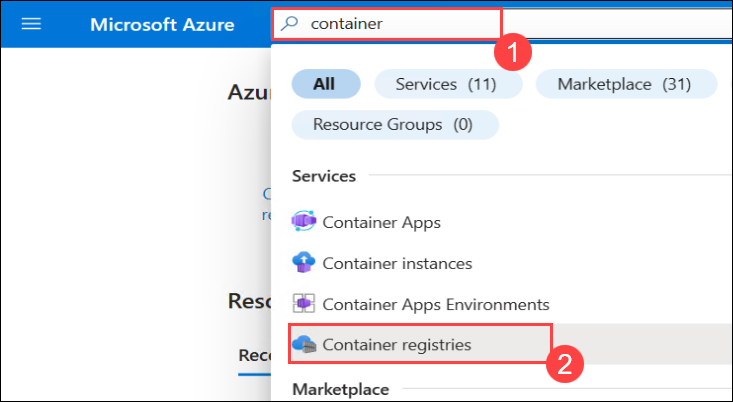 Microsoft Azure
container
1
All
Services (11)
Marketplace (31)
Azu
Resource Groups (0)
Services
C
re
Container Apps
Container instances
Container Apps Environments
Reso
Container registries
2
Reco
Marketplace